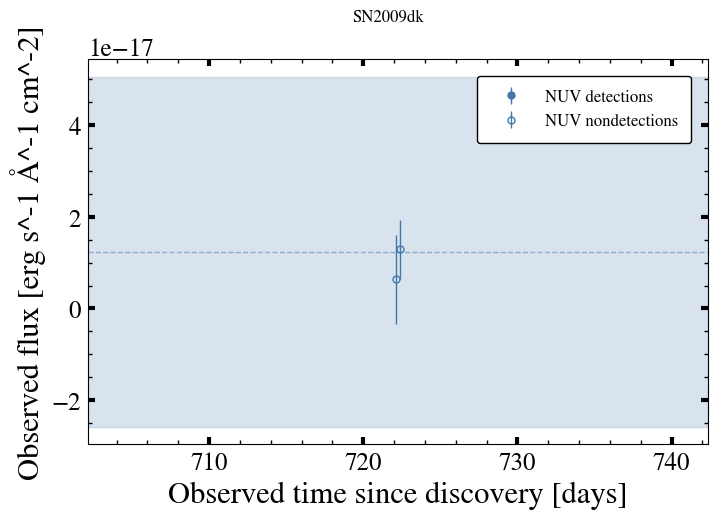 SN2009dk
1e−17
NUV detections
NUV nondetections
4
2
0
−2
Observed flux [erg s^-1 Å^-1 cm^-2]
710 720 730 740
Observed time since discovery [days]